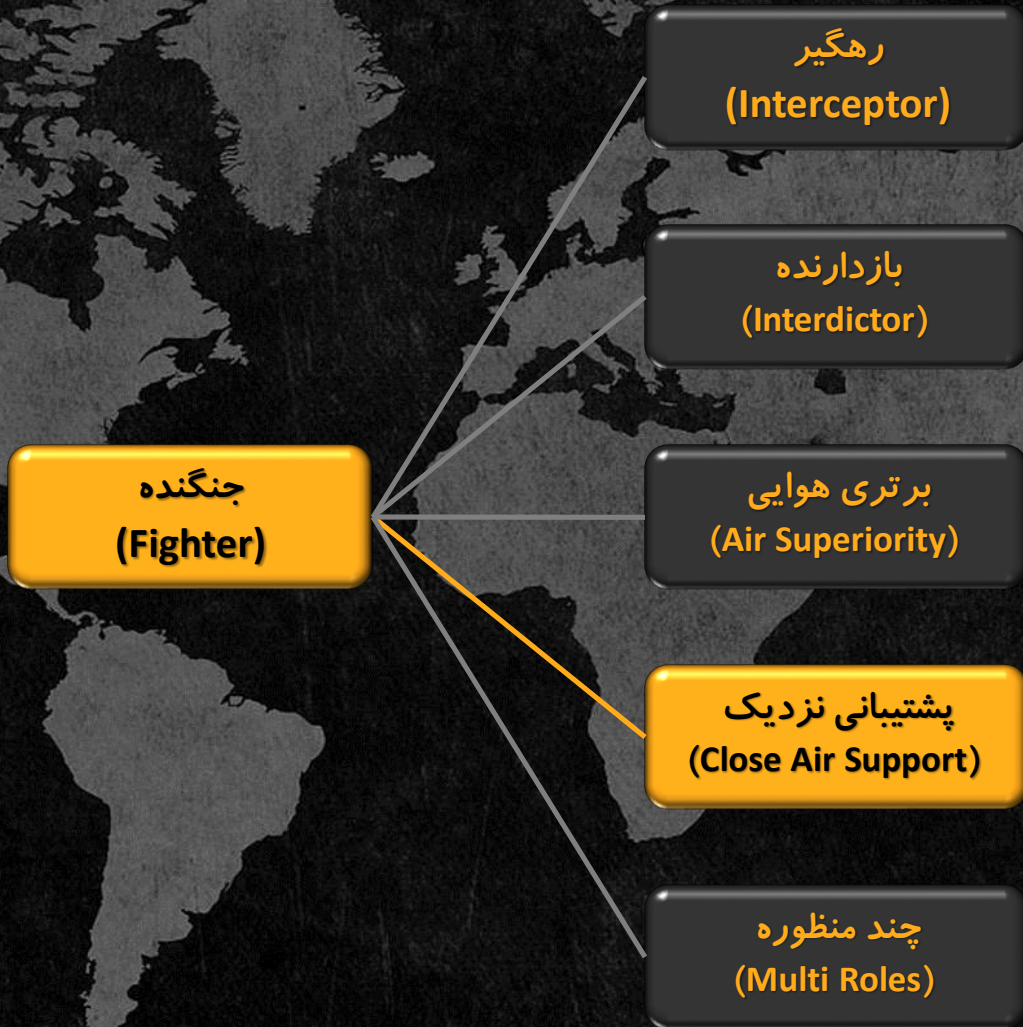 رهگیر
(Interceptor)
بازدارنده
(Interdictor)
جنگنده
(Fighter)
برتری هوایی
(Air Superiority)
پشتیبانی نزدیک
(Close Air Support)
چند منظوره
(Multi Roles)